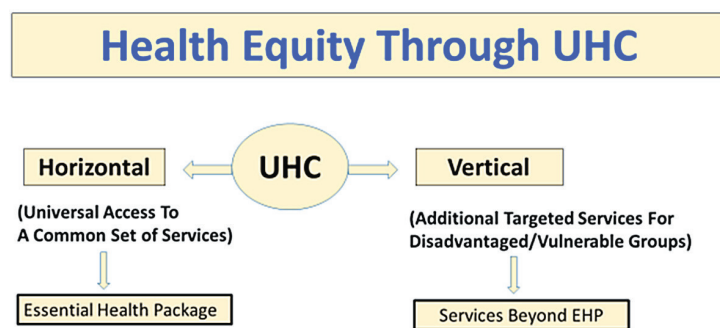 Health Equity Through UHC
Horizontal
UHC
Vertical
(Universal Access To
A Common Set of Services)
(Additional Targeted Services For
Disadvantaged/Vulnerable Groups)
Essential Health Package
Services Beyond EHP